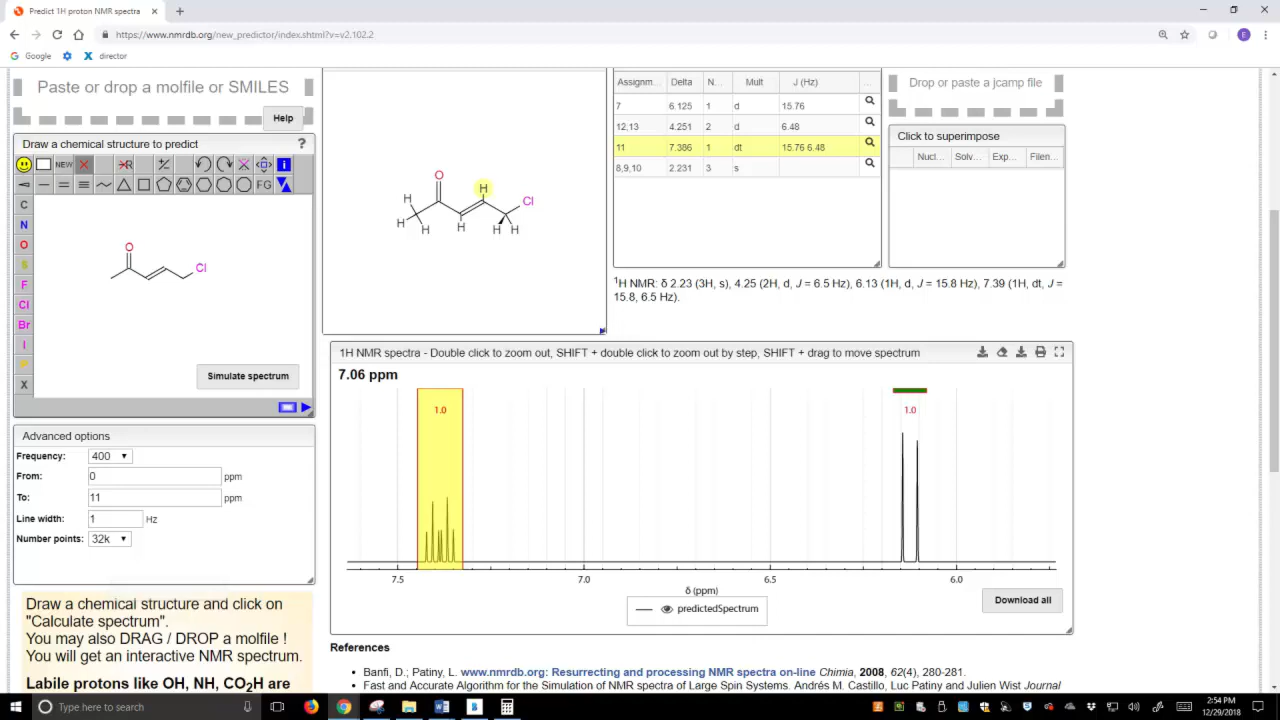 Predict 1H proton NMR spectra
https://www.nmrdb.org/new_predictor/index.shtml?v=v2.102.2
E
Google director
Paste or drop a molfile or SMILES
Help
Draw a chemical structure to predict ?
NEW
R
i
FG
C
N
O
S
F
Cl
Br
I
X
O
Cl
Simulate spectrum
Advanced options
Frequency: 400
From: 0 ppm
To: 11 ppm
Line width: 1 Hz
Number points: 32k
Draw a chemical structure and click on
"Calculate spectrum".
You may also DRAG / DROP a molfile !
You will get an interactive NMR spectrum.
Labile protons like OH, NH, CO2H are
O
H
H
Cl
H
H
H
H
H
Assignm... Delta N... Mult J (Hz) ...
7 6.125 1 d 15.76
12,13 4.251 2 d 6.48
11 7.386 1 dt 15.76 6.48
8,9,10 2.231 3 s
Drop or paste a jcamp file
Click to superimpose
Nucl... Solv... Exp... Filen...
1H NMR: δ 2.23 (3H, s), 4.25 (2H, d, J = 6.5 Hz), 6.13 (1H, d, J = 15.8 Hz), 7.39 (1H, dt, J =
15.8, 6.5 Hz).
1H NMR spectra - Double click to zoom out, SHIFT + double click to zoom out by step, SHIFT + drag to move spectrum
7.06 ppm
1.0 1.0
7.5 7.0 6.5 6.0
δ (ppm)
predictedSpectrum
Download all
References
• Banfi, D.; Patiny, L. www.nmrdb.org: Resurrecting and processing NMR spectra on-line Chimia, 2008, 62(4), 280-281.
• Fast and Accurate Algorithm for the Simulation of NMR spectra of Large Spin Systems. Andrés M. Castillo, Luc Patiny and Julien Wist Journal
Type here to search
2:54 PM
12/29/2018